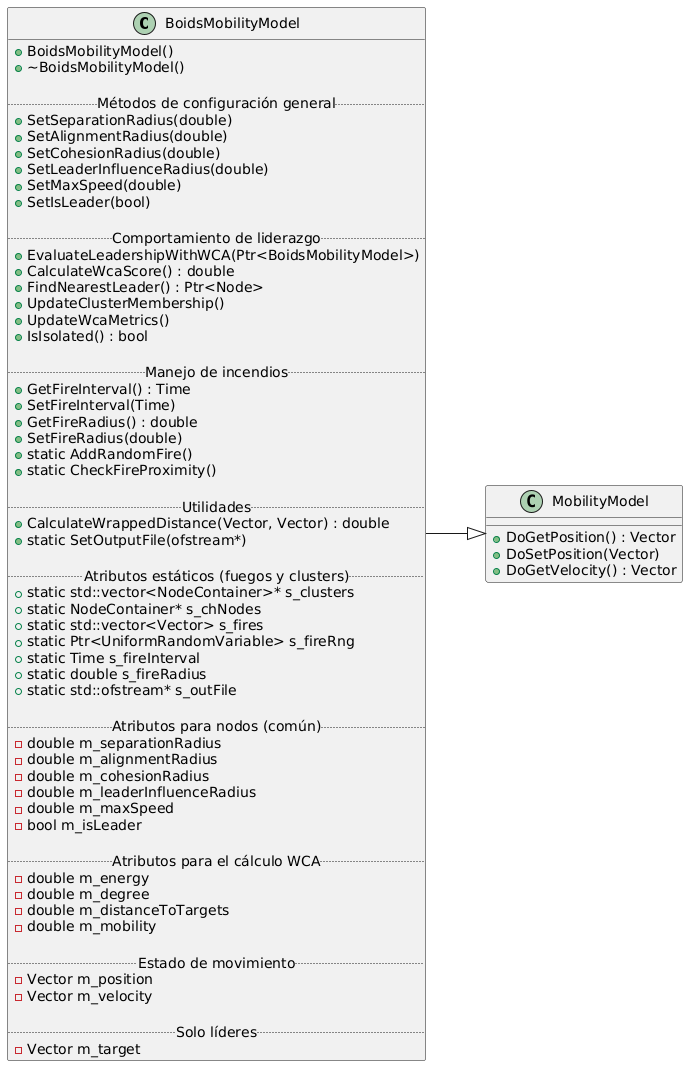 C BoidsMobilityModel
BoidsMobilityModel()
~BoidsMobilityModel()
Métodos de configuración general
SetSeparationRadius(double)
SetAlignmentRadius(double)
SetCohesionRadius(double)
SetLeaderInfluenceRadius(double)
SetMaxSpeed(double)
SetIsLeader(bool)
Comportamiento de liderazgo
EvaluateLeadershipWithWCA(Ptr<BoidsMobilityModel>)
CalculateWcaScore() : double
FindNearestLeader() : Ptr<Node>
UpdateClusterMembership()
UpdateWcaMetrics()
IsIsolated() : bool
Manejo de incendios
GetFireInterval() : Time
SetFireInterval(Time)
GetFireRadius() : double
SetFireRadius(double)
static AddRandomFire()
static CheckFireProximity()
Utilidades
CalculateWrappedDistance(Vector, Vector) : double
static SetOutputFile(ofstream*)
Atributos estáticos (fuegos y clusters)
static std::vector<NodeContainer>* s_clusters
static NodeContainer* s_chNodes
static std::vector<Vector> s_fires
static Ptr<UniformRandomVariable> s_fireRng
static Time s_fireInterval
static double s_fireRadius
static std::ofstream* s_outFile
Atributos para nodos (común)
double m_separationRadius
double m_alignmentRadius
double m_cohesionRadius
double m_leaderInfluenceRadius
double m_maxSpeed
bool m_isLeader
Atributos para el cálculo WCA
double m_energy
double m_degree
double m_distanceToTargets
double m_mobility
Estado de movimiento
Vector m_position
Vector m_velocity
Solo líderes
Vector m_target
C MobilityModel
DoGetPosition() : Vector
DoSetPosition(Vector)
DoGetVelocity() : Vector